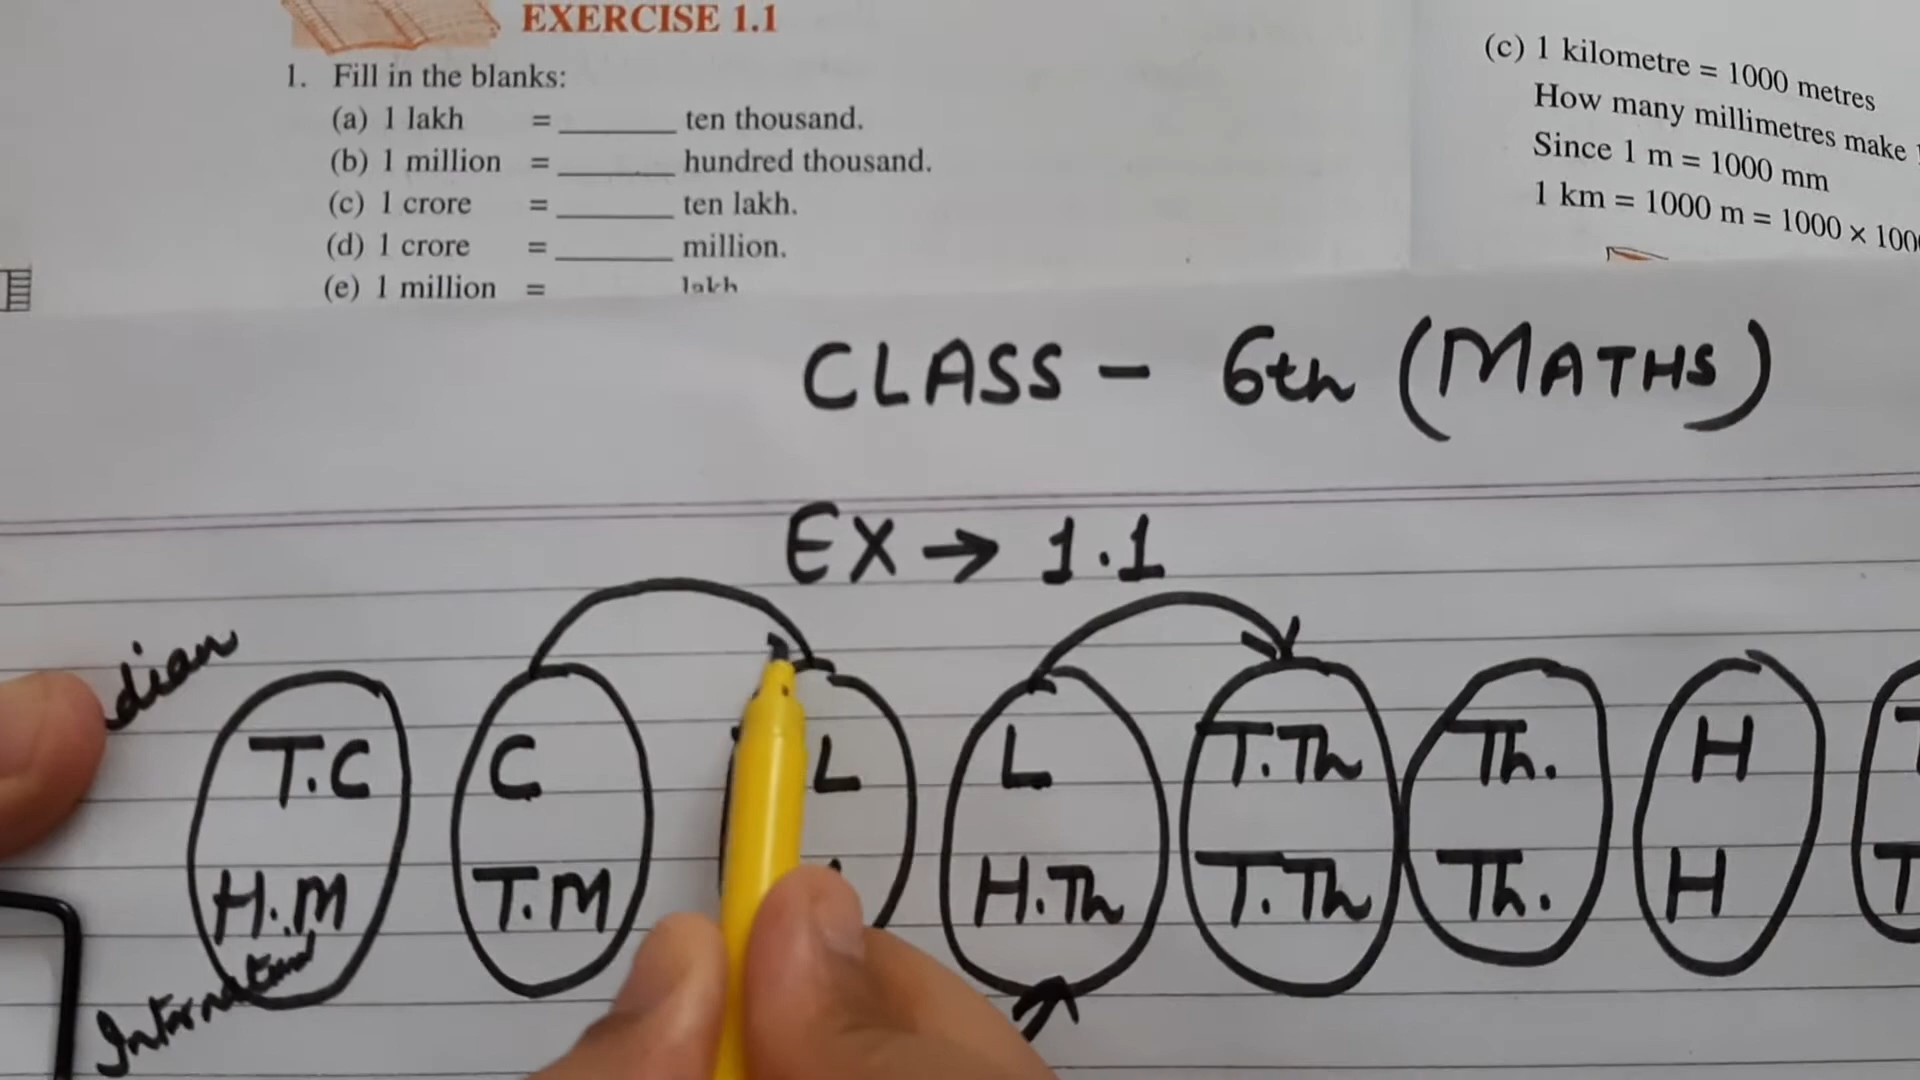 EXERCISE 1.1
1. Fill in the blanks:
(a) 1 lakh = ________ ten thousand.
(b) 1 million = ________ hundred thousand.
(c) 1 crore = ________ ten lakh.
(d) 1 crore = ________ million.
(e) 1 million = lakh
(c) 1 kilometre = 1000 metres
How many millimetres make
Since 1 m = 1000 mm
1 km = 1000 m = 1000 × 100
CLASS - 6th (MATHS)
EX → 1.1
dian
T.C C L L T.Th Th. H T
H.M T.M H.Th T.Th Th. H T